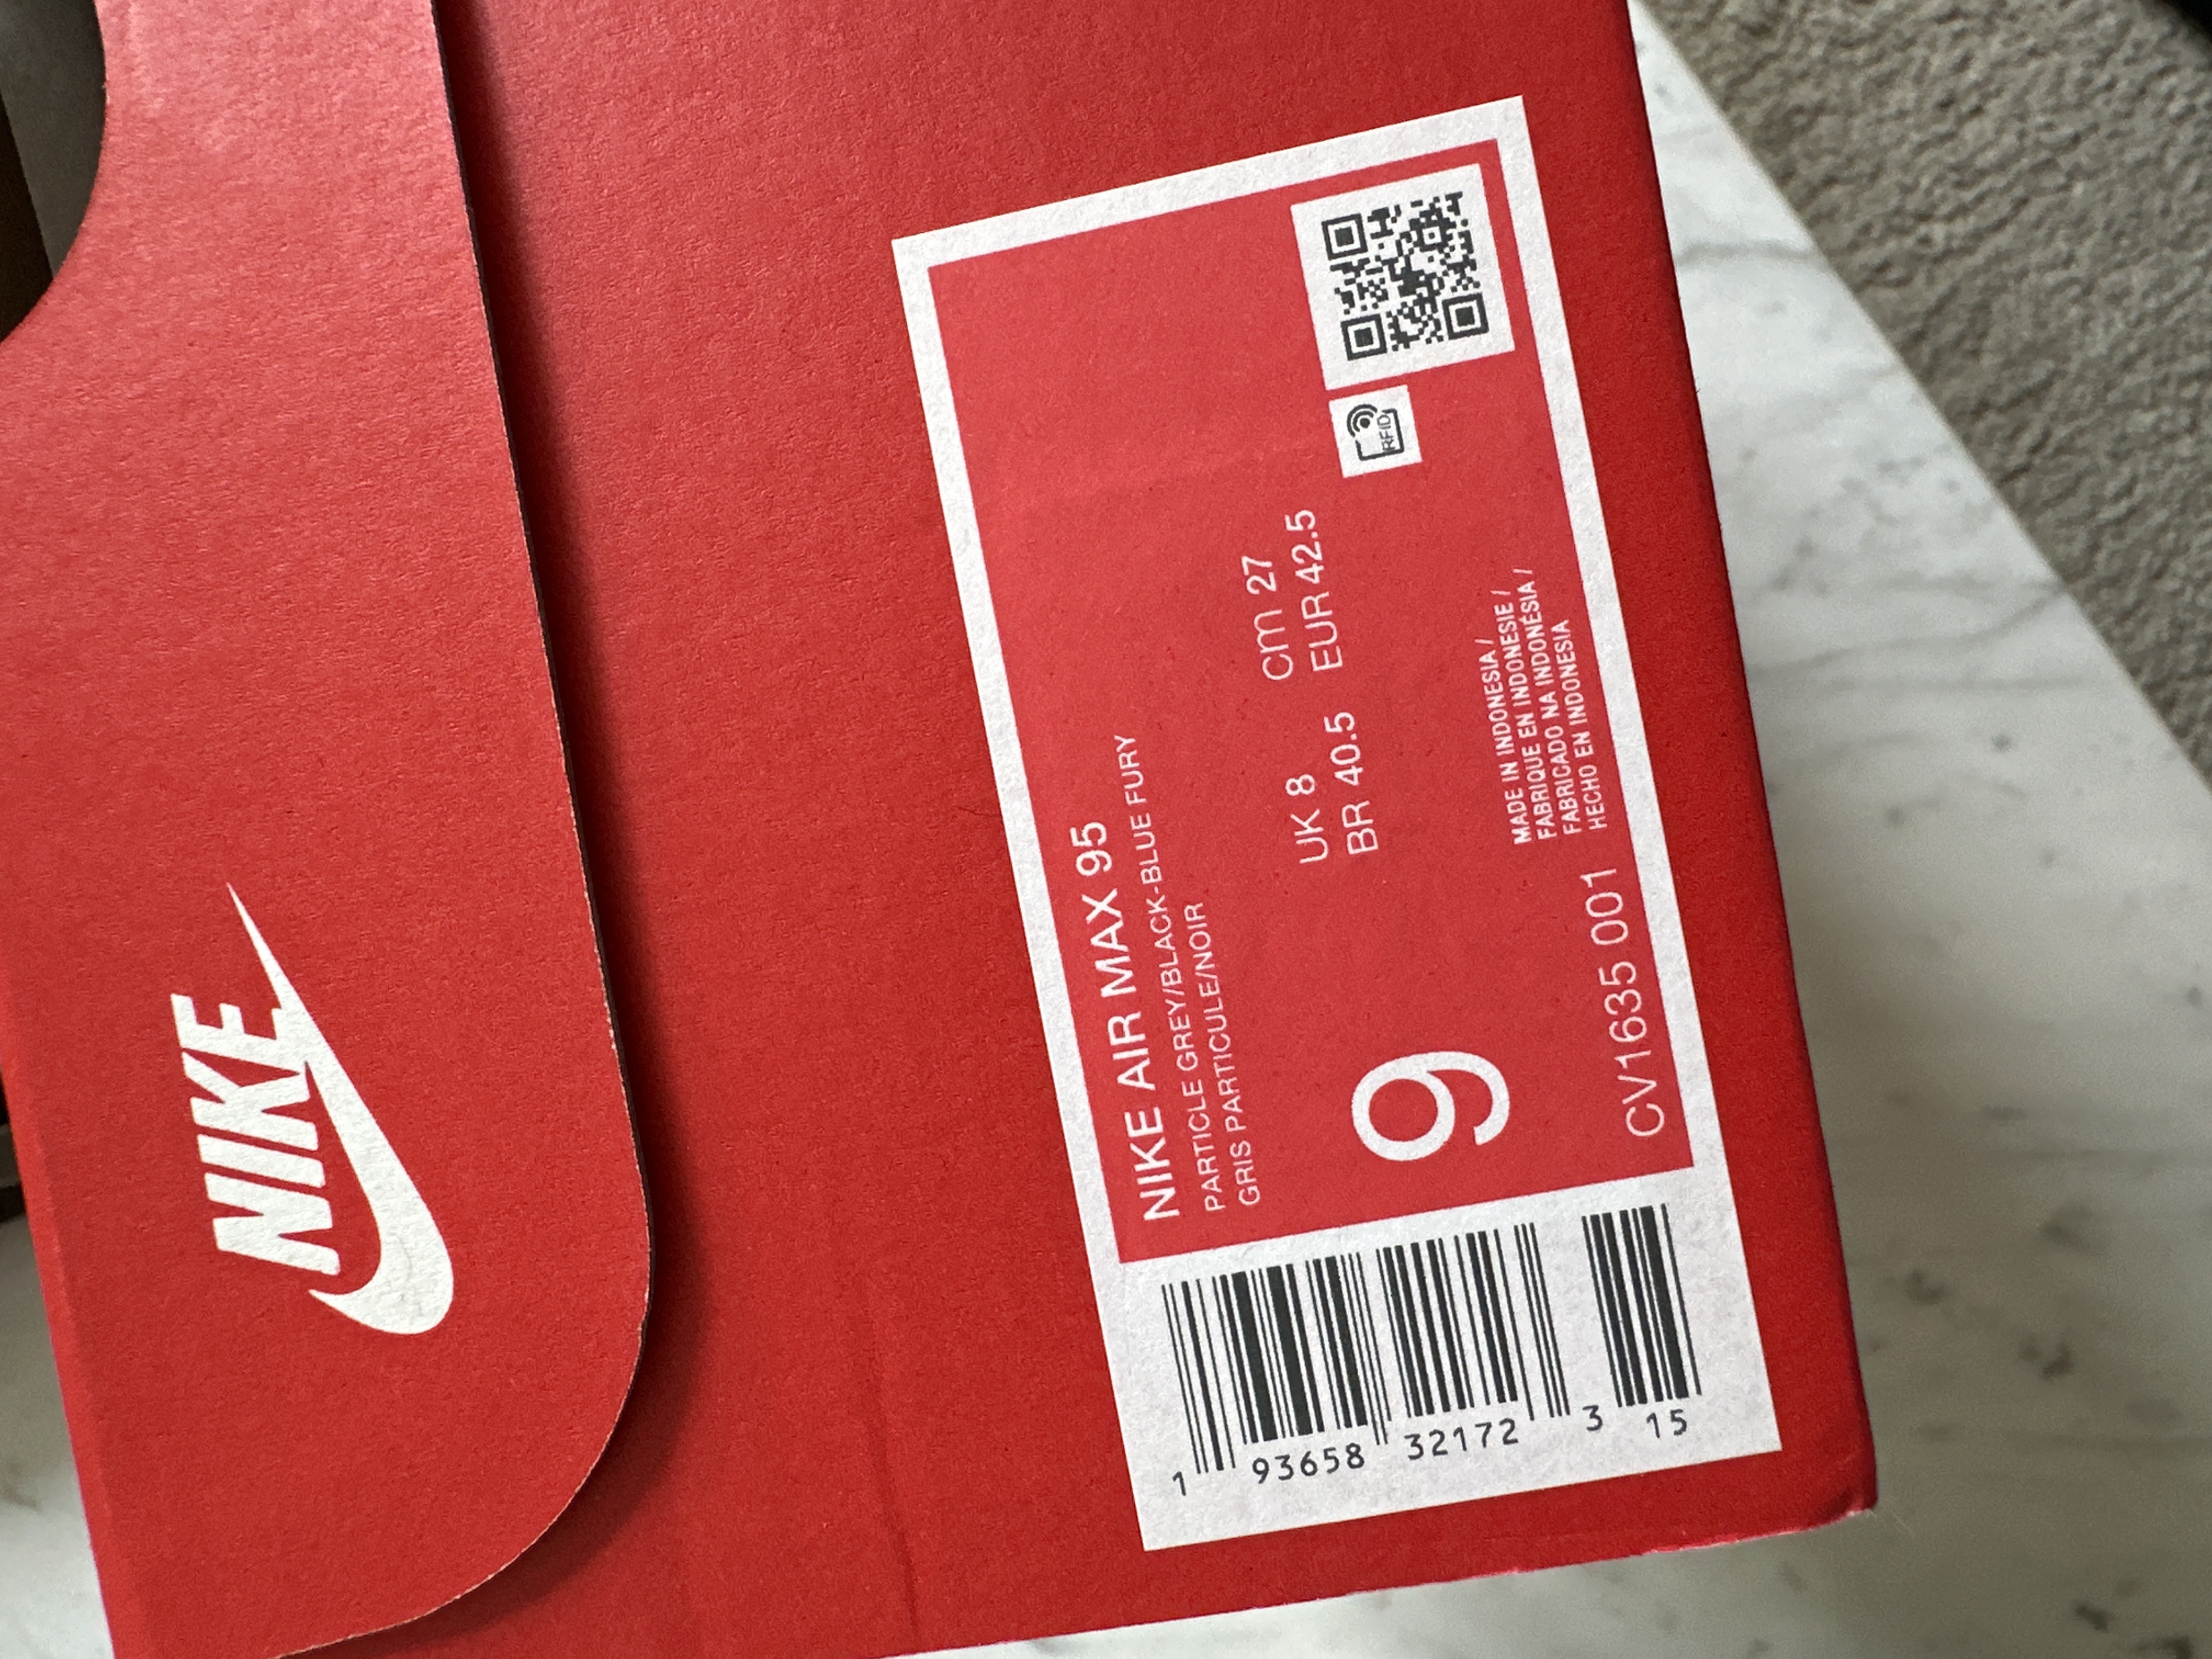 NIKE
NIKE AIR MAX 95
PARTICLE GREY/BLACK-BLUE FURY
GRIS PARTICULE/NOIR
9
UK 8 cm 27
BR 40.5 EUR 42.5
RFID
CV1635 001
MADE IN INDONESIA /
FABRIQUE EN INDONESIE /
FABRICADO NA INDONÉSIA /
HECHO EN INDONESIA
1 93658 32172 3 15